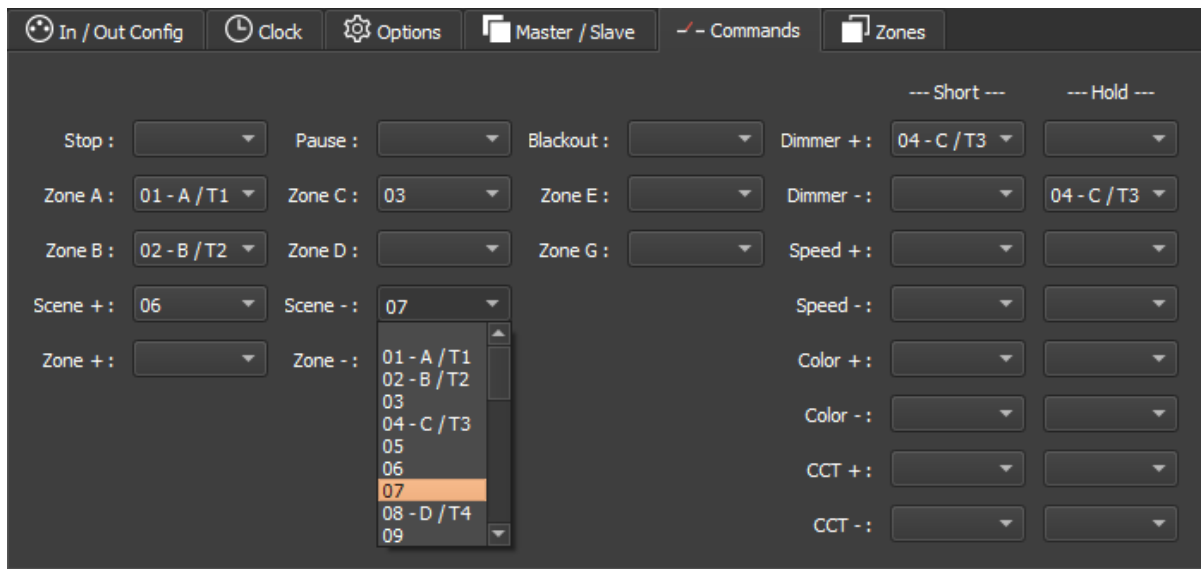 In / Out Config Clock Options Master / Slave Commands Zones
--- Short --- --- Hold ---
Stop : Pause : Blackout : Dimmer + : 04 - C / T3
Zone A : 01 - A / T1 Zone C : 03 Zone E : Dimmer - : 04 - C / T3
Zone B : 02 - B / T2 Zone D : Zone G : Speed + :
Scene + : 06 Scene - : 07 Speed - :
Zone + : Zone - : Color + :
01 - A / T1
02 - B / T2
03
04 - C / T3
05
06
07
08 - D / T4
09
Color - :
CCT + :
CCT - :